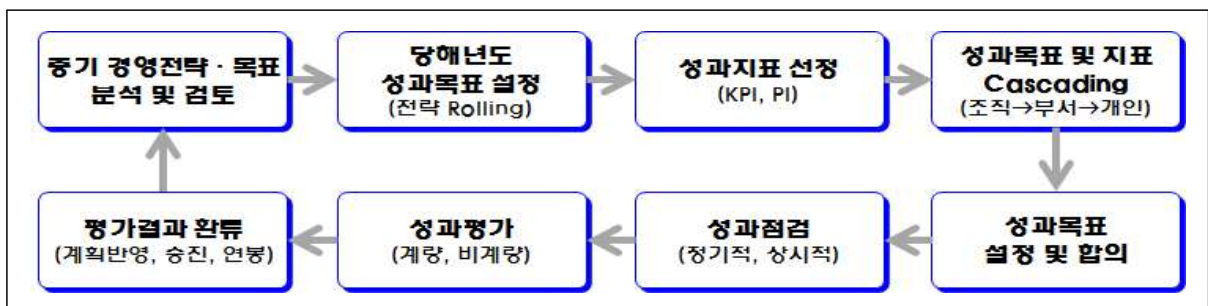 중기 경영전략 · 목표
분석 및 검토
당해년도
성과목표 설정
(전략 Rolling)
성과지표 선정
(KPI, PI)
성과목표 및 지표
Cascading
(조직→부서→개인)
평가결과 환류
(계획반영, 승진, 연봉)
성과평가
(계량, 비계량)
성과점검
(정기적, 상시적)
성과목표
설정 및 합의